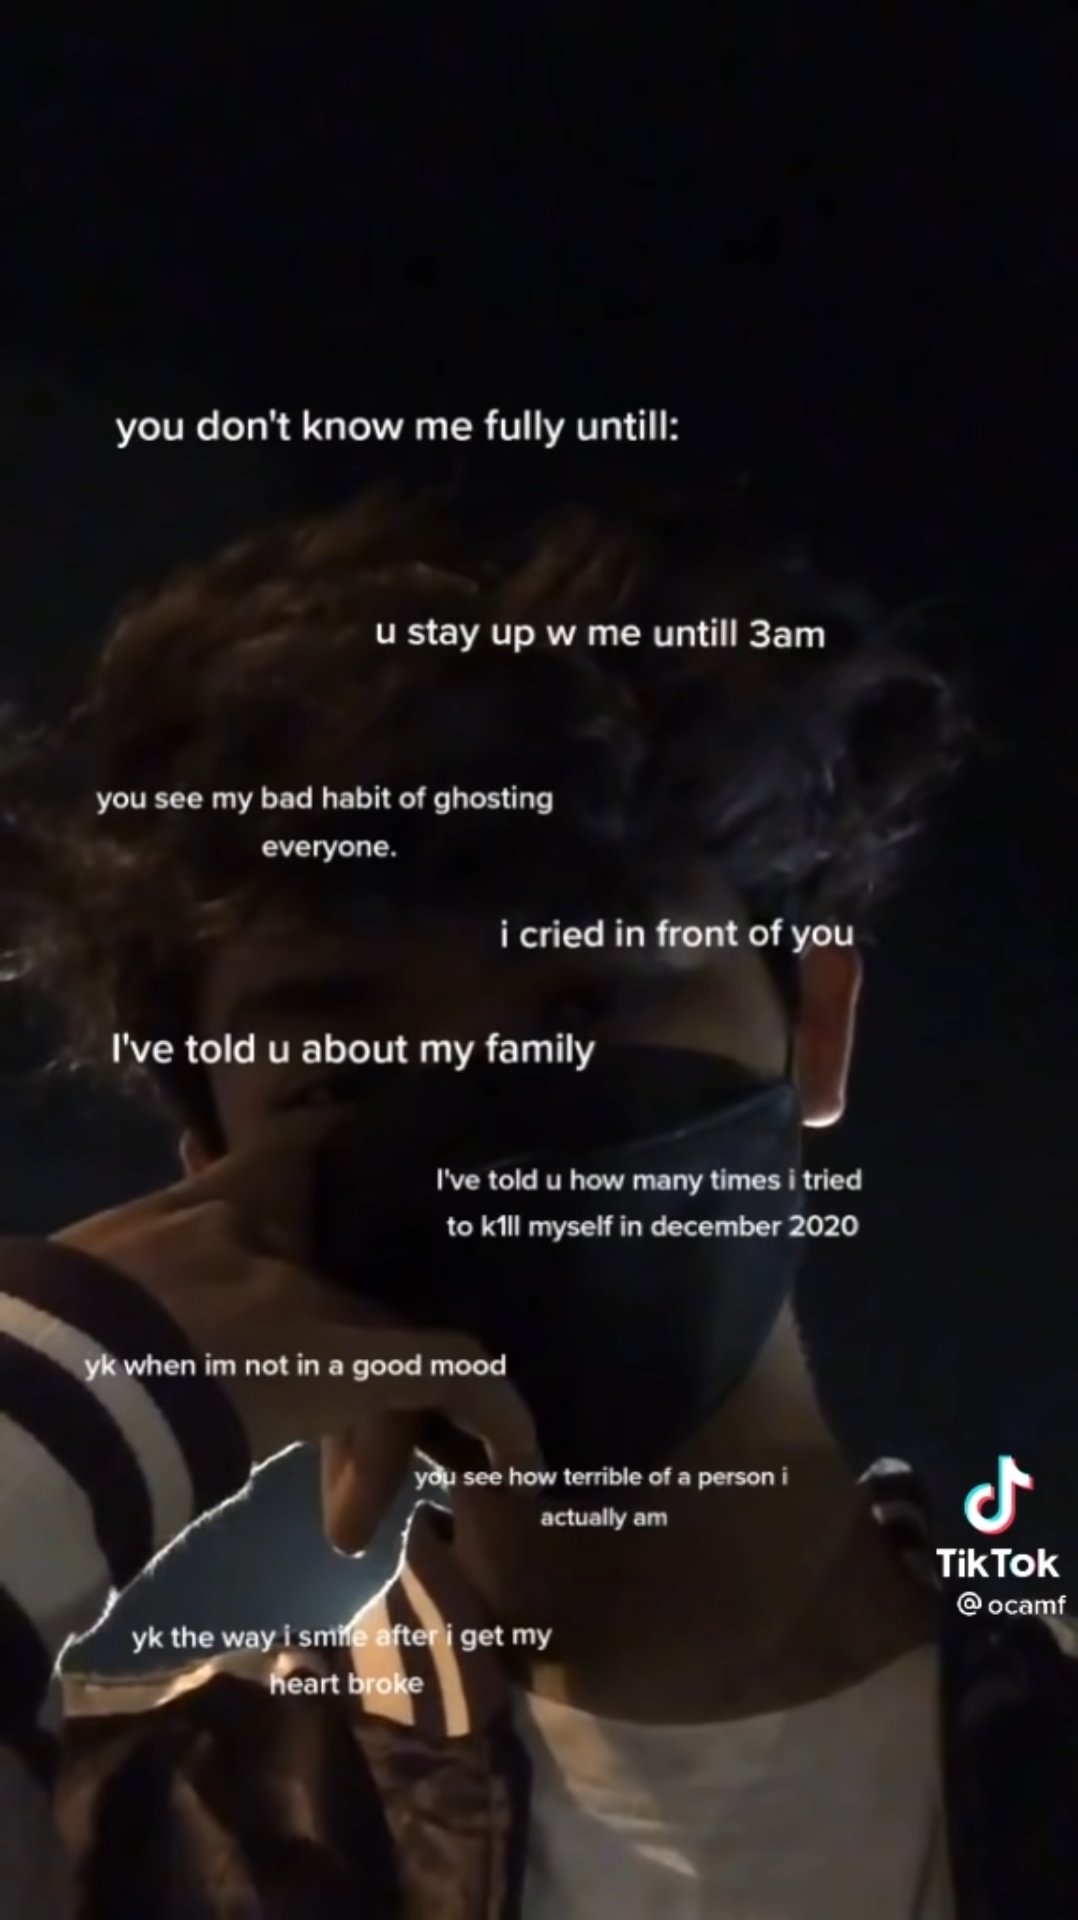 you don't know me fully untill:
u stay up w me untill 3am
you see my bad habit of ghosting
everyone.
i cried in front of you
I've told u about my family
I've told u how many times i tried
to k1ll myself in december 2020
yk when im not in a good mood
you see how terrible of a person i
actually am
yk the way i smile after i get my
heart broke
TikTok
@ocamf